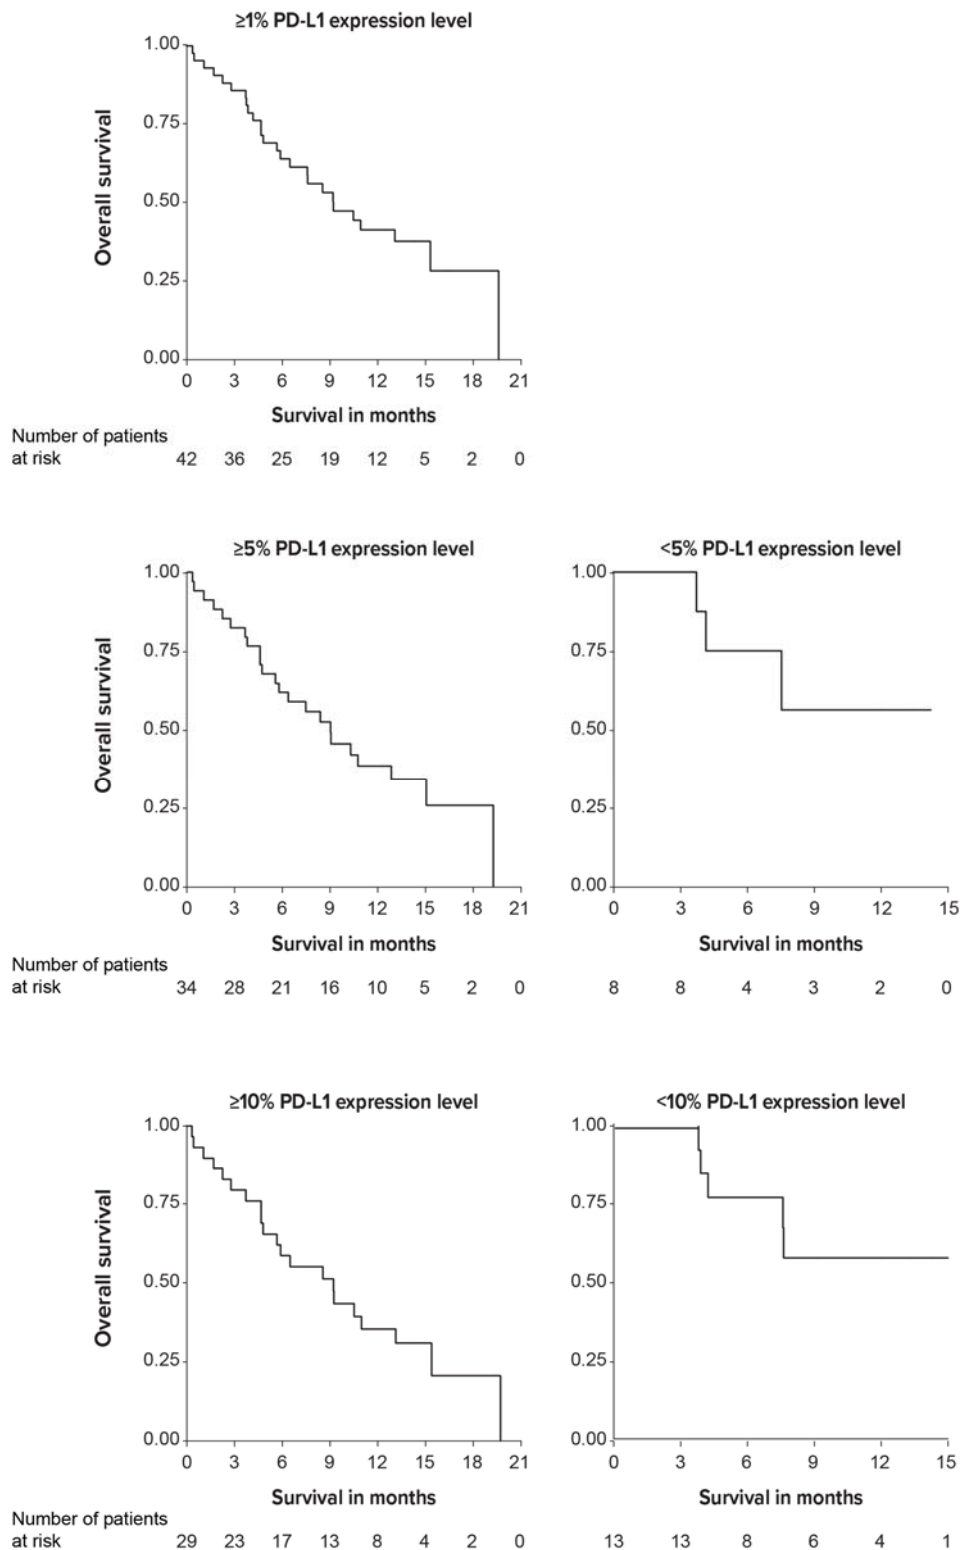 ≥1% PD-L1 expression level
Overall survival
1.00
0.75
0.50
0.25
0.00
0 3 6 9 12 15 18 21
Survival in months
Number of patients
at risk 42 36 25 19 12 5 2 0
≥5% PD-L1 expression level
Overall survival
1.00
0.75
0.50
0.25
0.00
0 3 6 9 12 15 18 21
Survival in months
Number of patients
at risk 34 28 21 16 10 5 2 0
<5% PD-L1 expression level
1.00
0.75
0.50
0.25
0.00
0 3 6 9 12 15
Survival in months
8 8 4 3 2 0
≥10% PD-L1 expression level
Overall survival
1.00
0.75
0.50
0.25
0.00
0 3 6 9 12 15 18 21
Survival in months
Number of patients
at risk 29 23 17 13 8 4 2 0
<10% PD-L1 expression level
1.00
0.75
0.50
0.25
0.00
0 3 6 9 12 15
Survival in months
13 13 8 6 4 1